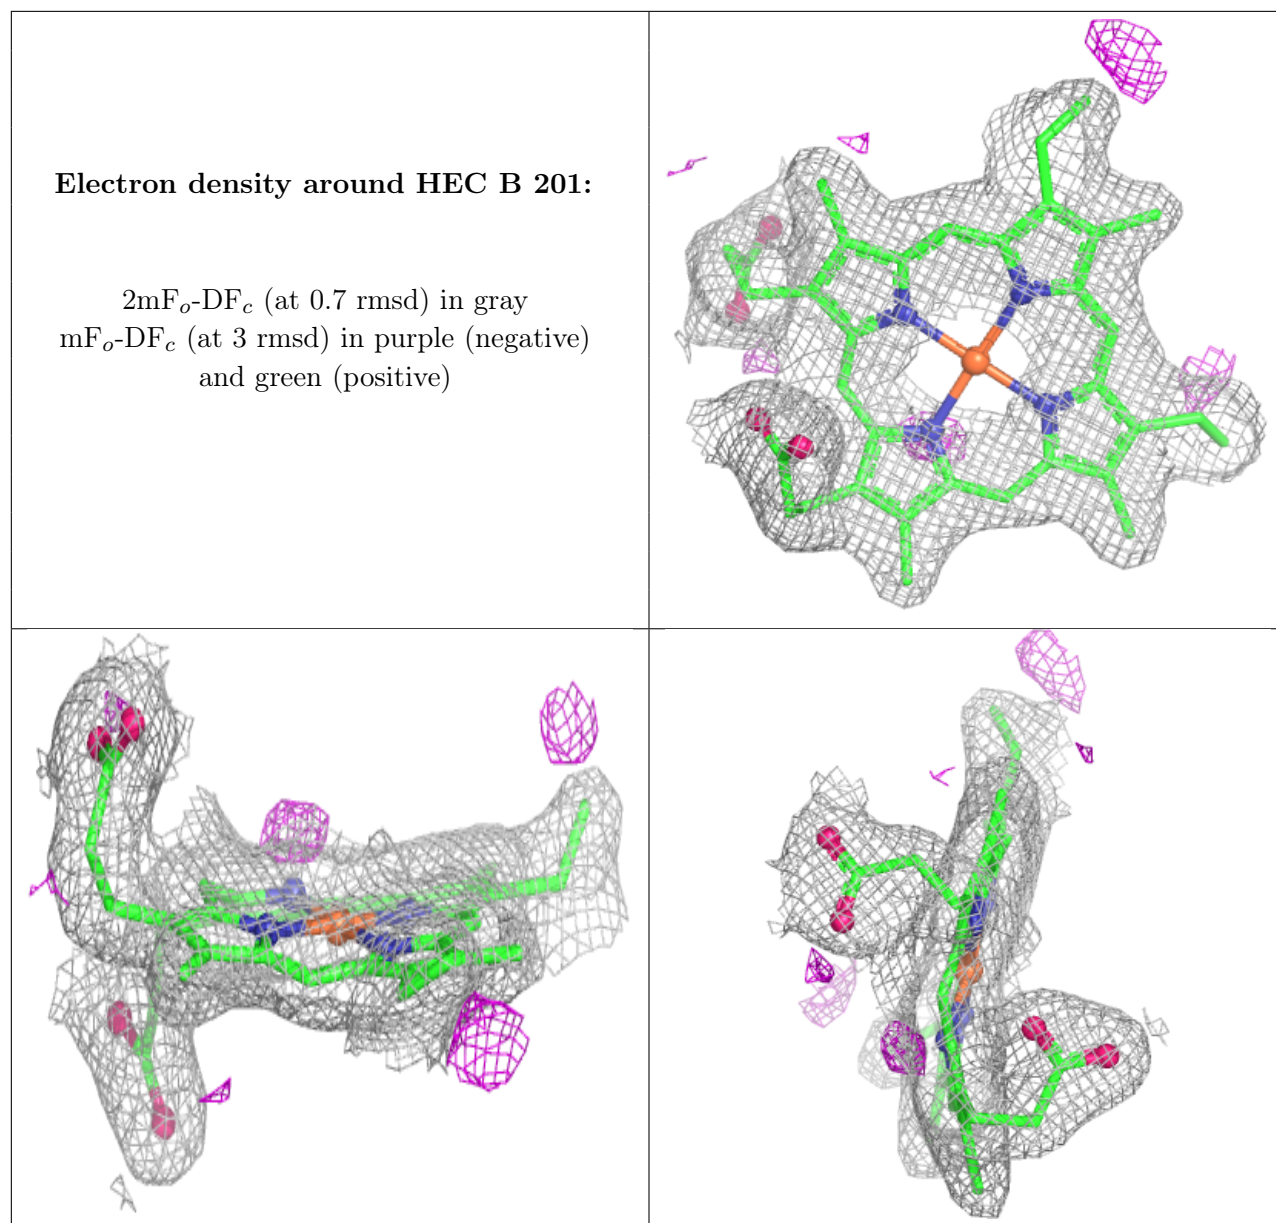 Electron density around HEC B 201:
2mFo-DFc (at 0.7 rmsd) in gray
mFo-DFc (at 3 rmsd) in purple (negative)
and green (positive)